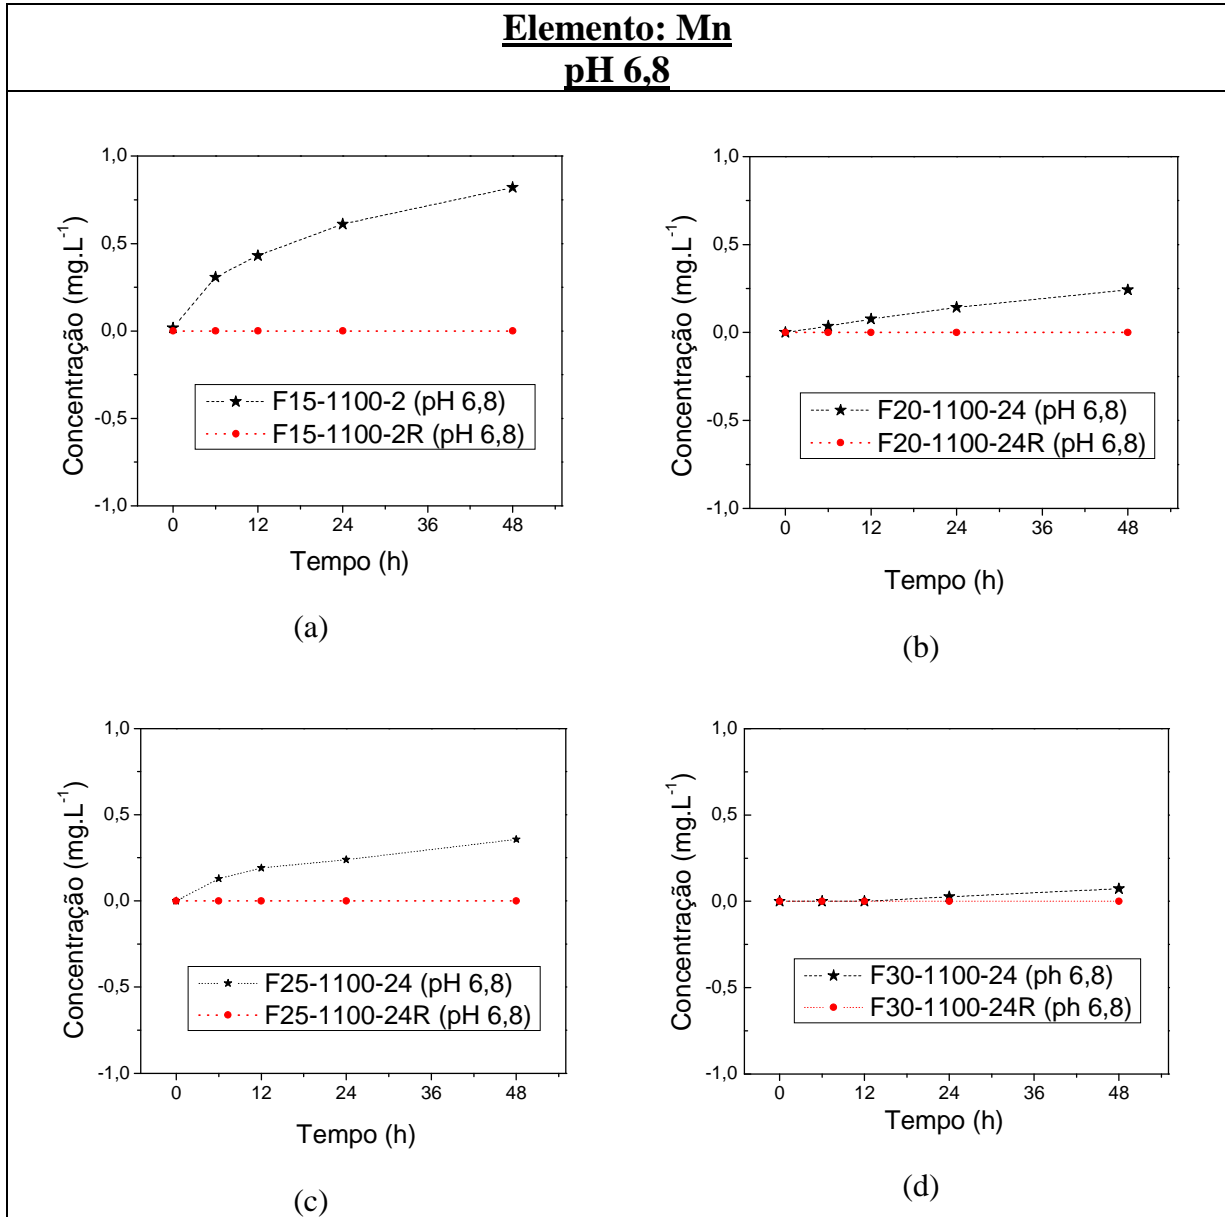 Elemento: Mn
pH 6,8
1,0
0,5
0,0
-0,5
-1,0
Concentração (mg.L⁻¹)
F15-1100-2 (pH 6,8)
F15-1100-2R (pH 6,8)
0 12 24 36 48
Tempo (h)
(a)
1,0
0,5
0,0
-0,5
-1,0
Concentração (mg.L⁻¹)
F20-1100-24 (pH 6,8)
F20-1100-24R (pH 6,8)
0 12 24 36 48
Tempo (h)
(b)
1,0
0,5
0,0
-0,5
-1,0
Concentração (mg.L⁻¹)
F25-1100-24 (pH 6,8)
F25-1100-24R (pH 6,8)
0 12 24 36 48
Tempo (h)
(c)
1,0
0,5
0,0
-0,5
-1,0
Concentração (mg.L⁻¹)
F30-1100-24 (ph 6,8)
F30-1100-24R (ph 6,8)
0 12 24 36 48
Tempo (h)
(d)